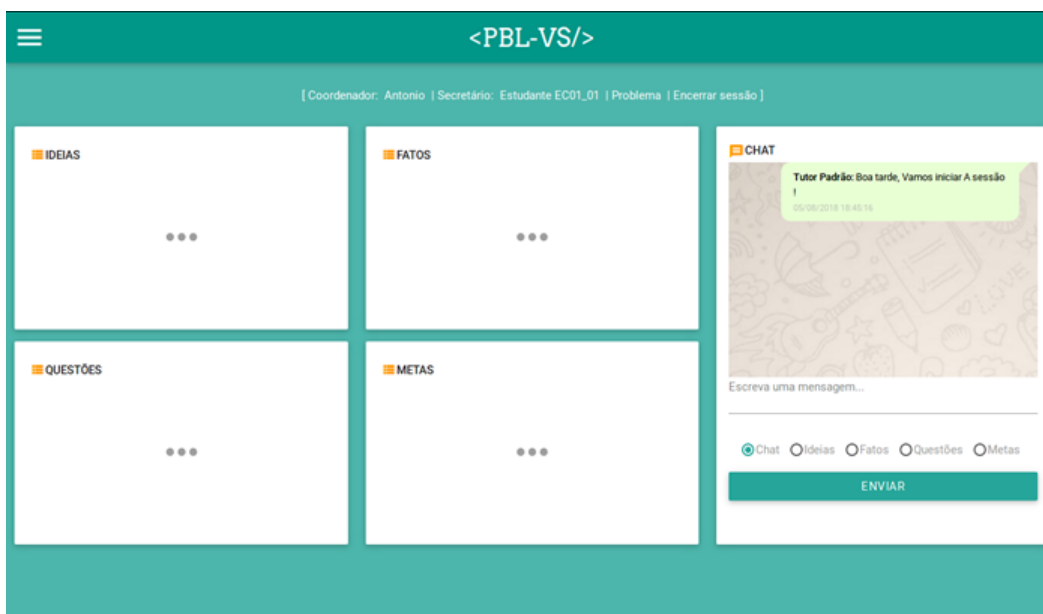 <PBL-VS/>
[ Coordenador: Antonio | Secretário: Estudante EC01_01 | Problema | Encerrar sessão ]
IDEIAS
FATOS
QUESTÕES
METAS
CHAT
Tutor Padrão: Boa tarde, Vamos iniciar A sessão
!
05/08/2018 18:45:16
Escreva uma mensagem...
Chat Ideias Fatos Questões Metas
ENVIAR